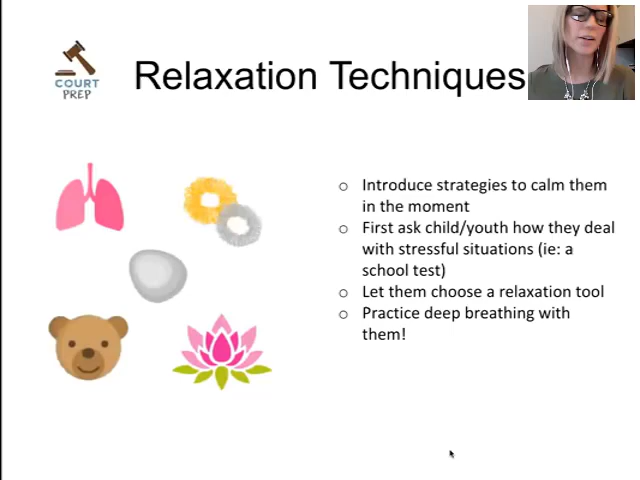 COURT
PREP
Relaxation Techniques
o Introduce strategies to calm them
in the moment
o First ask child/youth how they deal
with stressful situations (ie: a
school test)
o Let them choose a relaxation tool
o Practice deep breathing with
them!